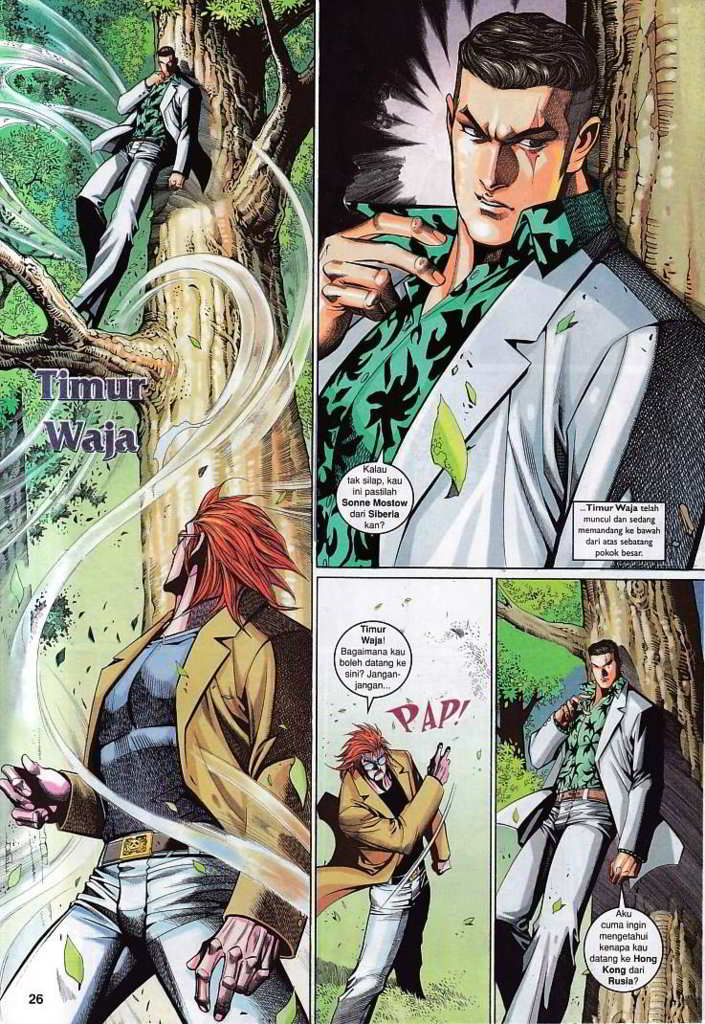 Timur
Waja
Kalau
tak silap, kau
ini pastilah
Sonne Mostow
dari Siberia
kan?
...Timur Waja telah
muncul dan sedang
memandang ke bawah
dari atas sebatang
pokok besar.
Timur
Waja!
Bagaimana kau
boleh datang ke
sini? Jangan-
jangan...
PAP!
Aku
cuma ingin
mengetahui
kenapa kau
datang ke Hong
Kong dari
Rusia?
26